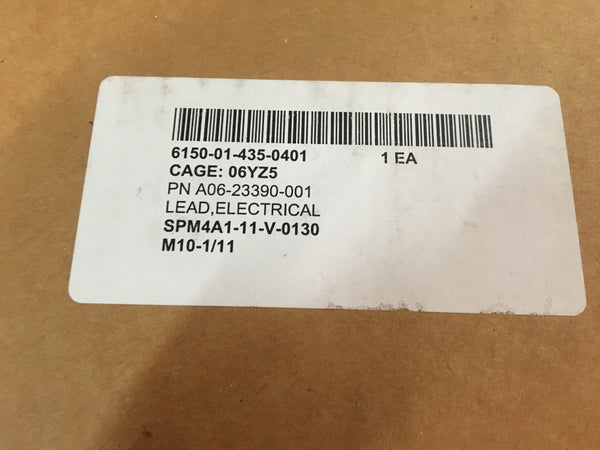 6150-01-435-0401 1 EA
CAGE: 06YZ5
PN A06-23390-001
LEAD,ELECTRICAL
SPM4A1-11-V-0130
M10-1/11